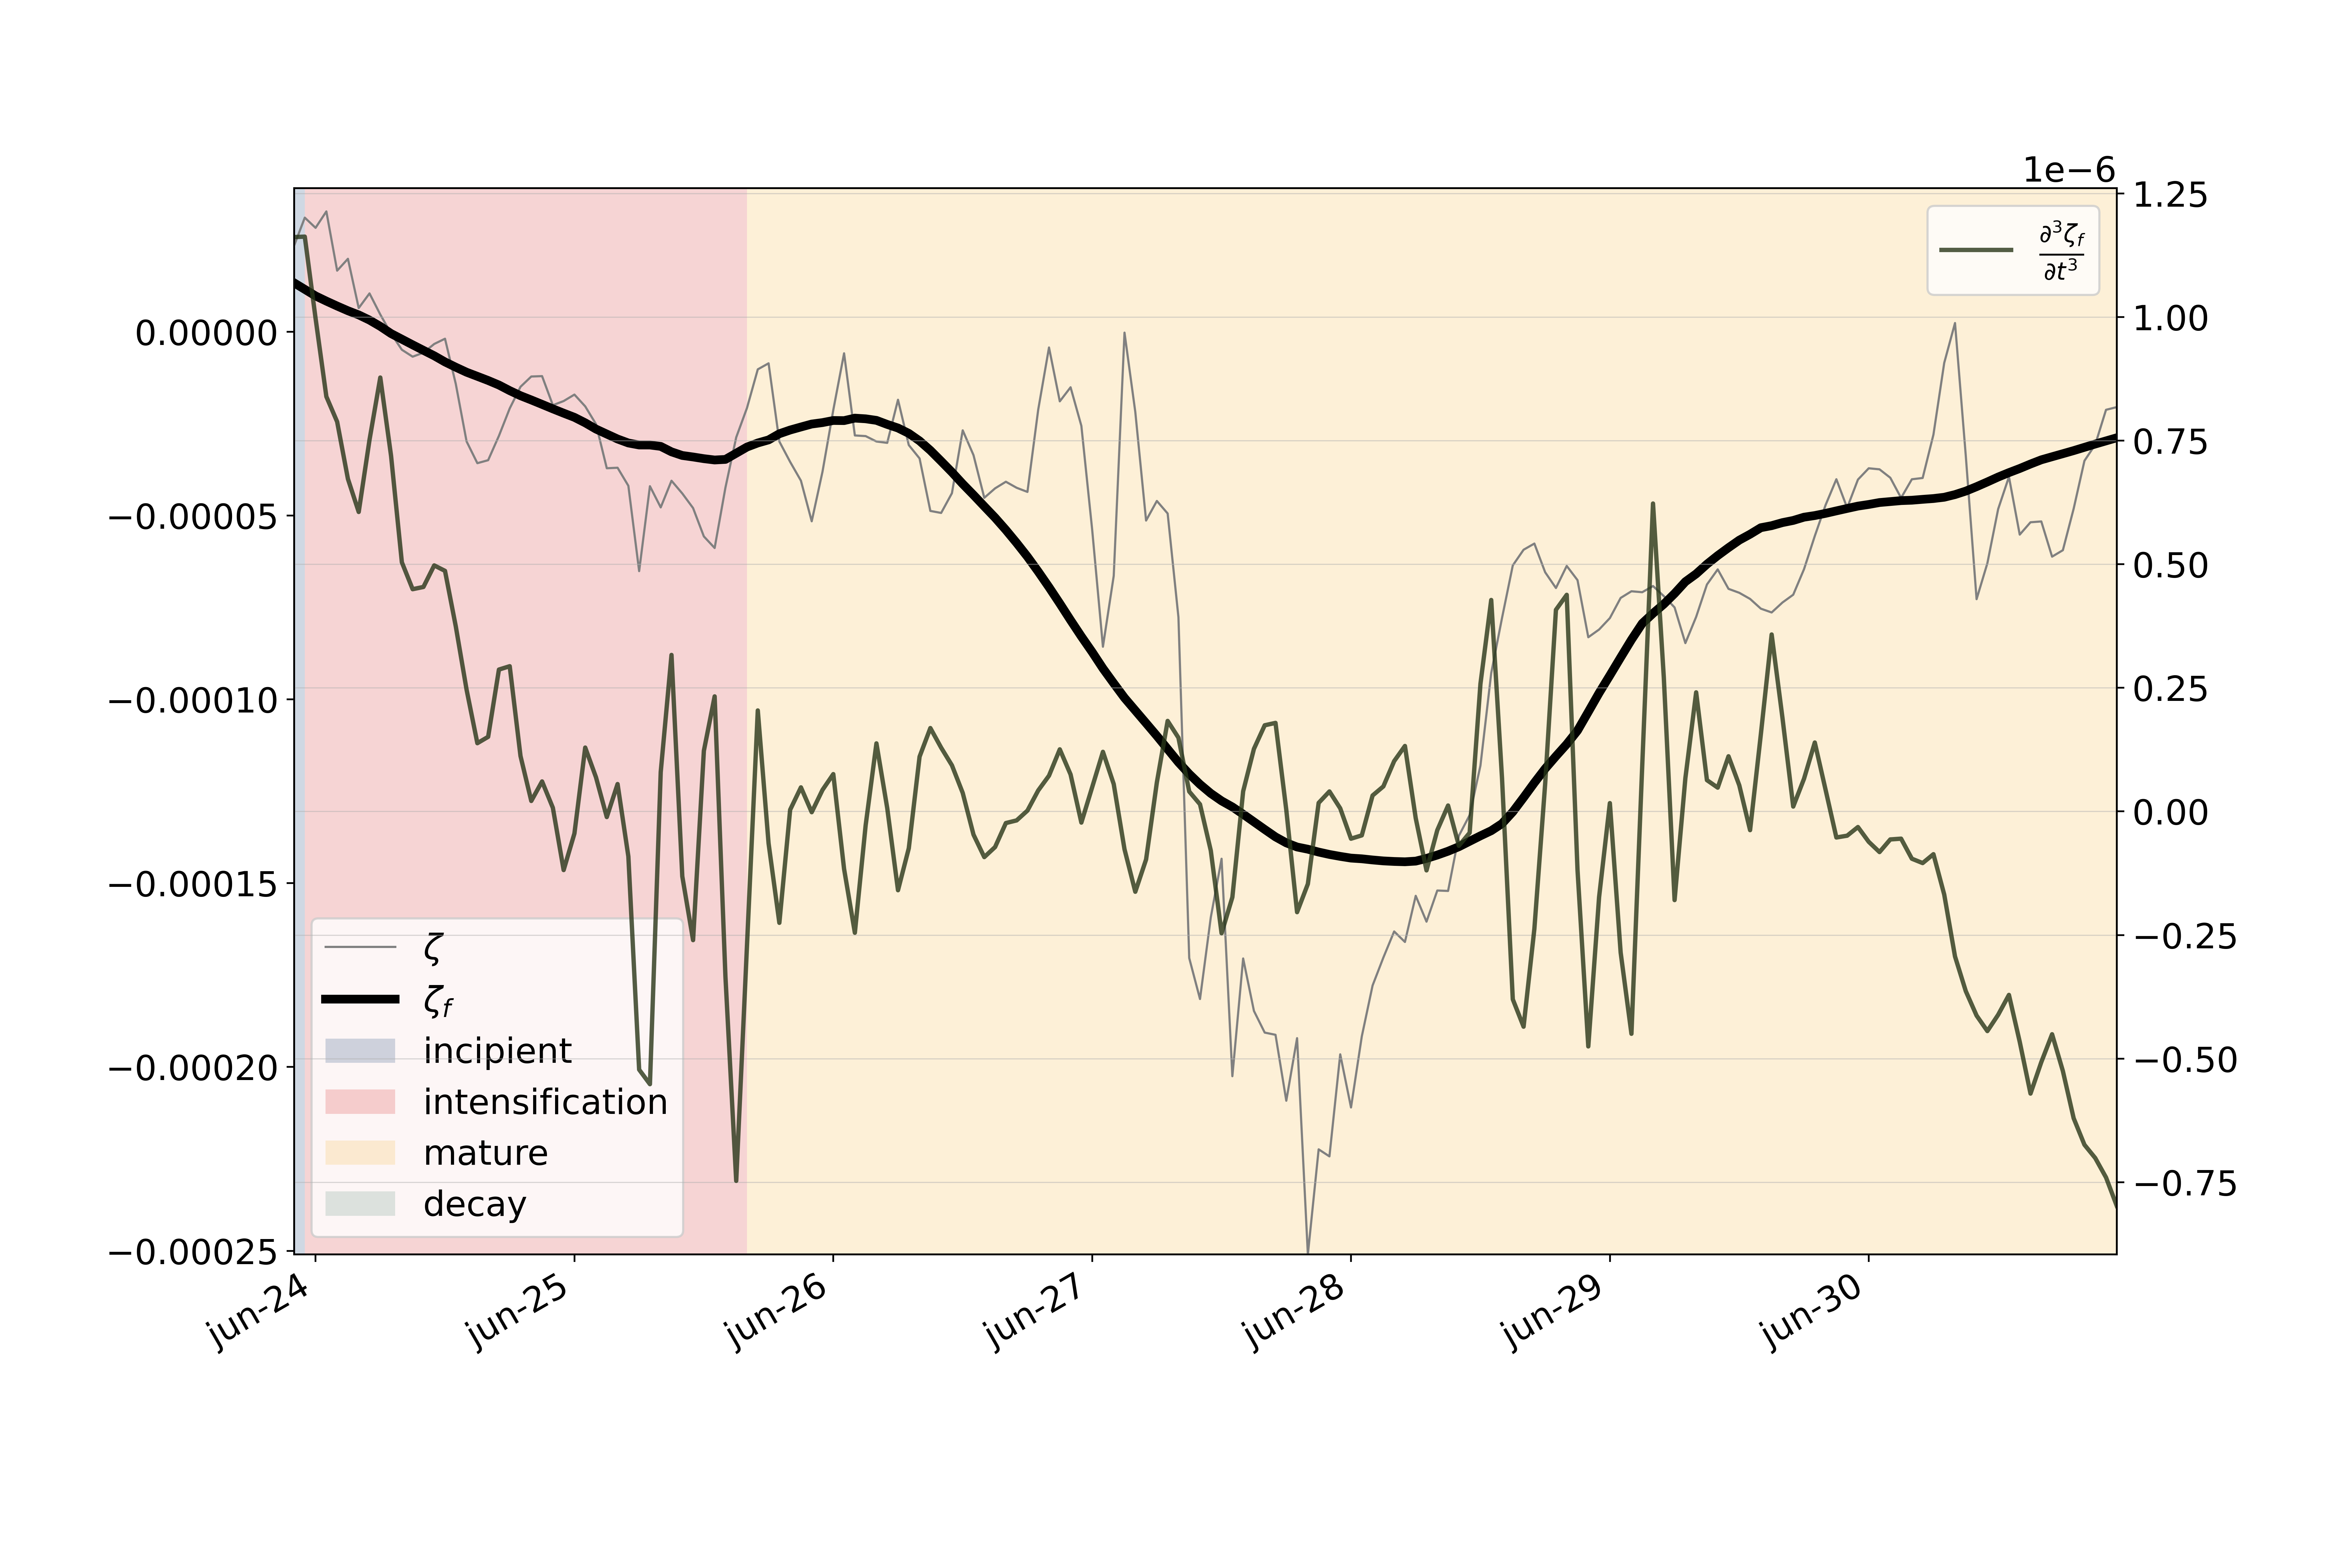 1e−6
1.25
1.00
0.75
0.50
0.25
0.00
−0.25
−0.50
−0.75
∂³ζf
∂t³
0.00000
−0.00005
−0.00010
−0.00015
−0.00020
−0.00025
ζ
ζf
incipient
intensification
mature
decay
jun-24
jun-25
jun-26
jun-27
jun-28
jun-29
jun-30